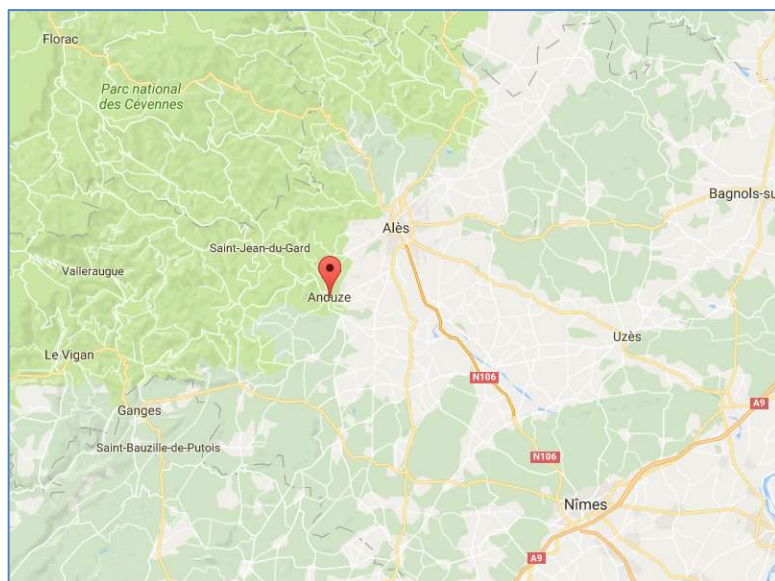 Florac
Parc national
des Cévennes
Bagnols-su
Alès
Saint-Jean-du-Gard
Valleraugue
Anduze
Uzès
Le Vigan
N106
A9
Ganges
Saint-Bauzille-de-Putois
N106
Nîmes
A9